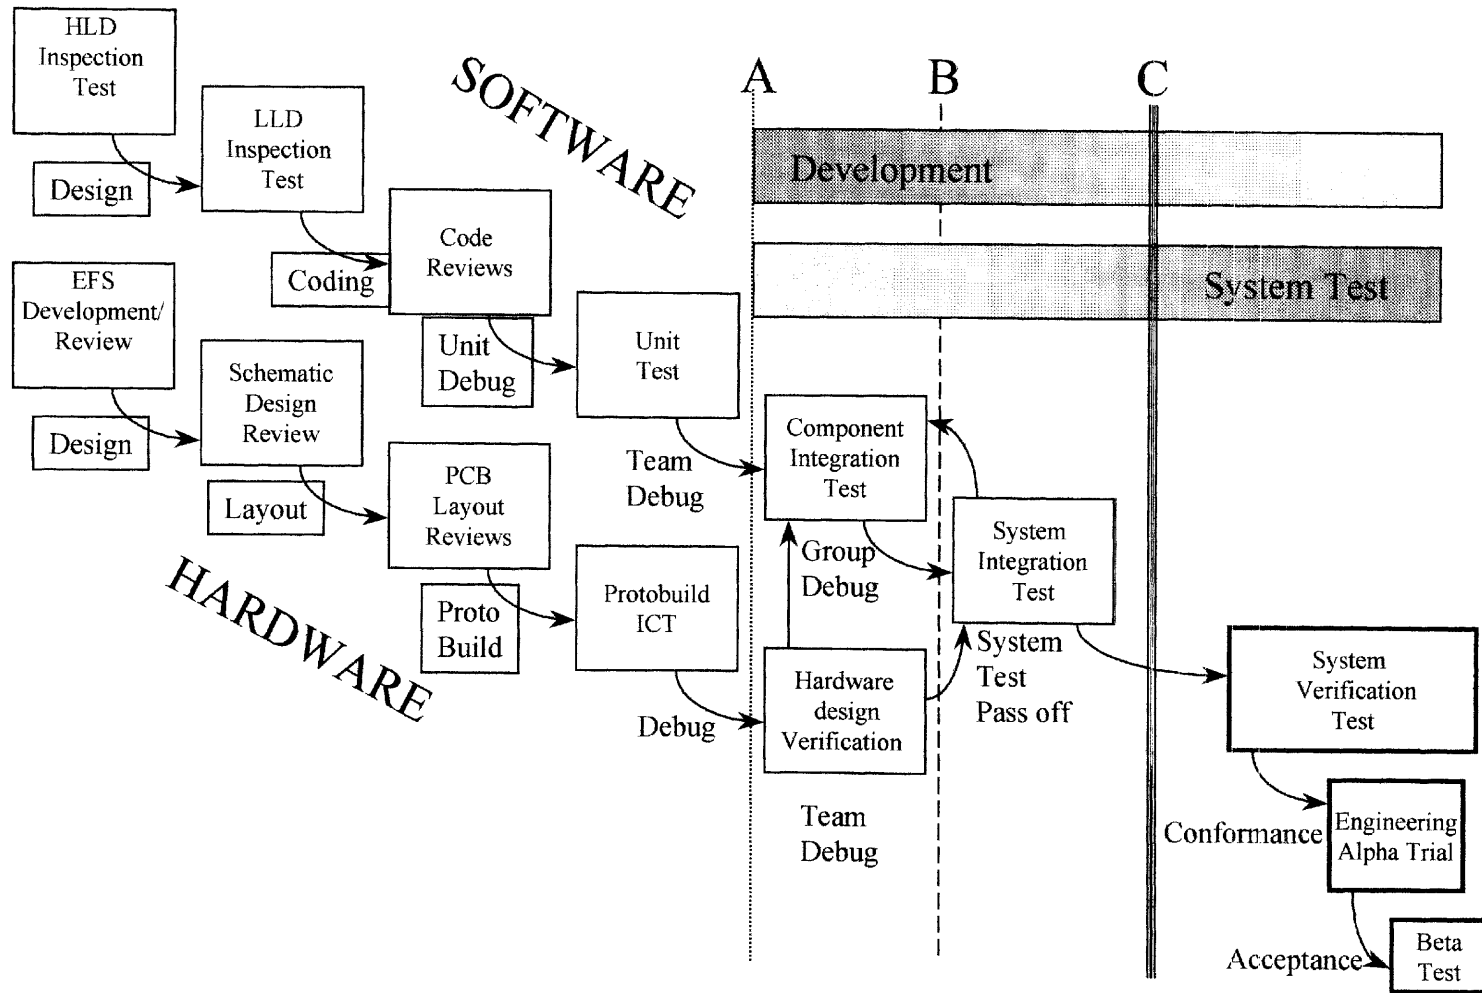 HLD
Inspection
Test
Design
LLD
Inspection
Test
SOFTWARE
A
B
C
Development
System Test
Coding
Code
Reviews
Unit
Debug
Unit
Test
EFS
Development/
Review
Design
Schematic
Design
Review
Layout
PCB
Layout
Reviews
Proto
Build
Protobuild
ICT
HARDWARE
Team
Debug
Component
Integration
Test
Group
Debug
System
Integration
Test
Debug
Hardware
design
Verification
System
Test
Pass off
Team
Debug
System
Verification
Test
Conformance
Engineering
Alpha Trial
Acceptance
Beta
Test